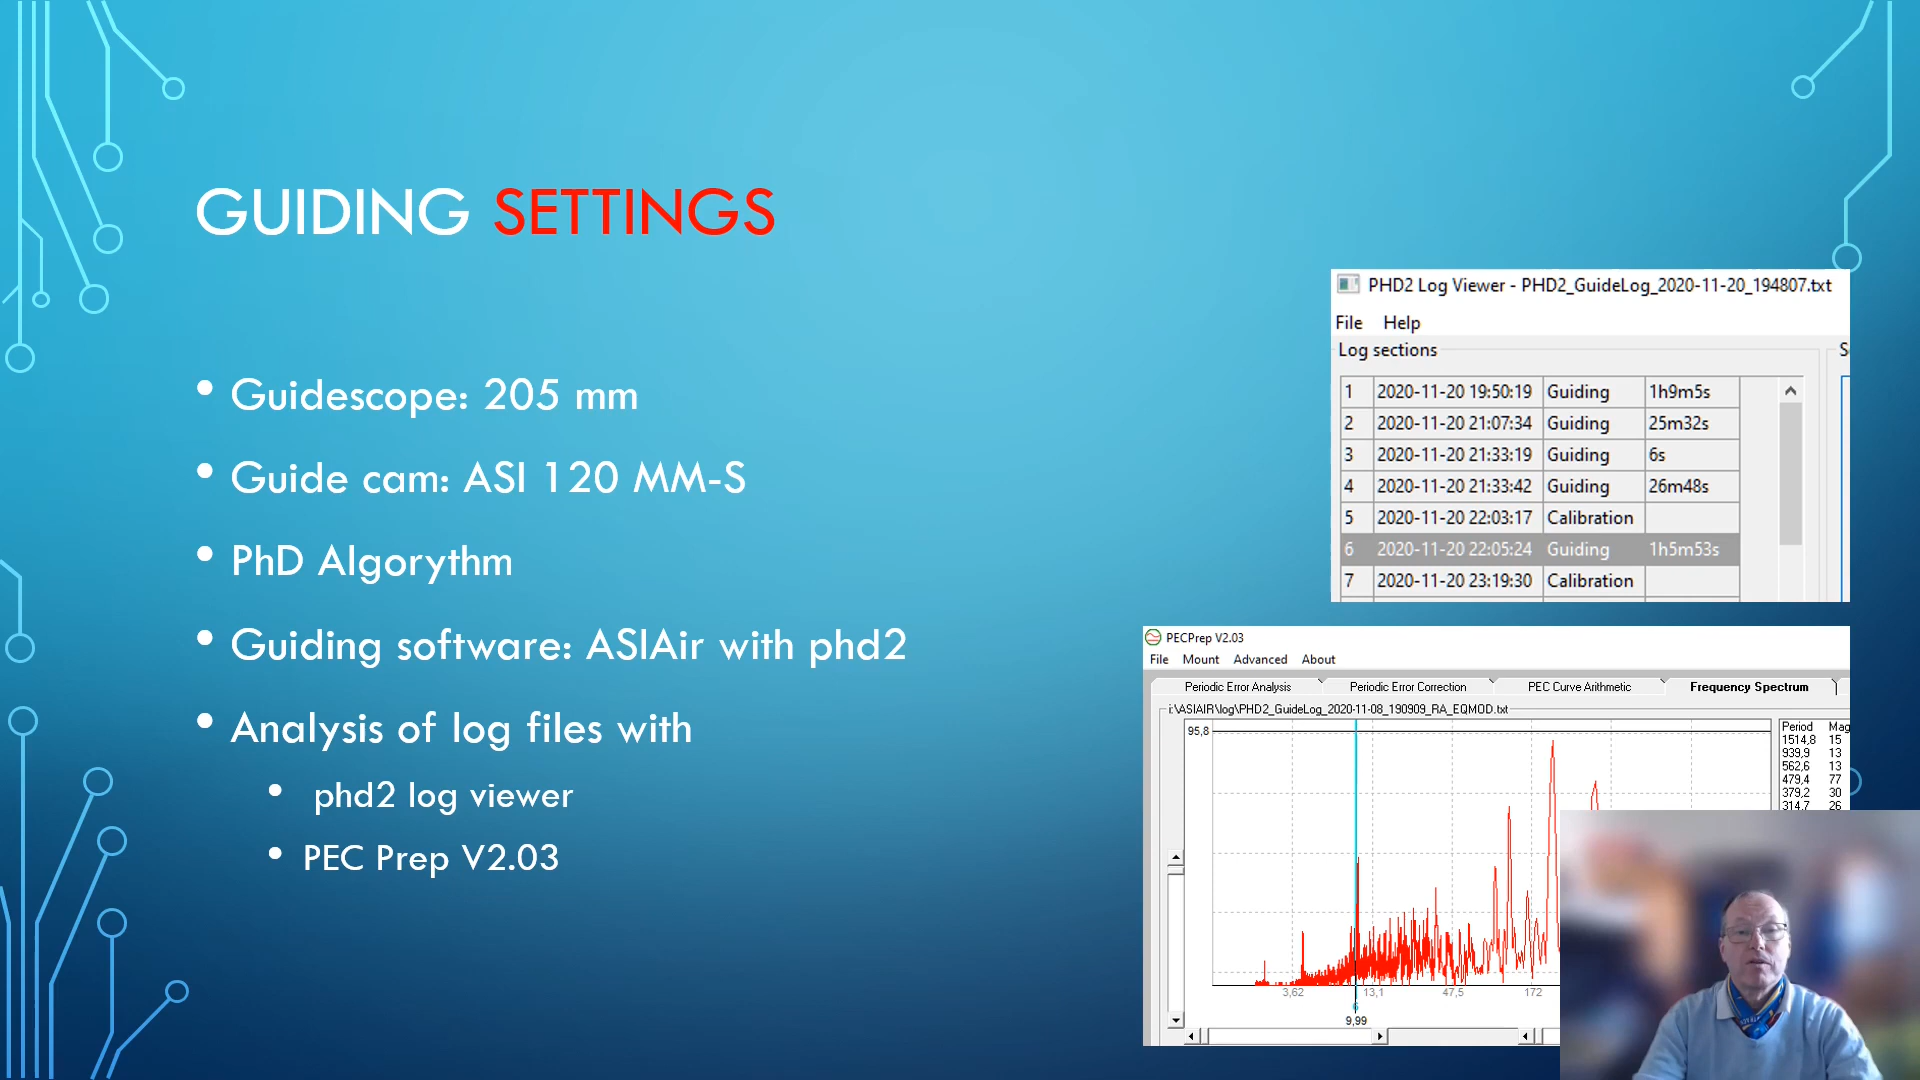 GUIDING SETTINGS
• Guidescope: 205 mm
• Guide cam: ASI 120 MM-S
• PhD Algorythm
• Guiding software: ASIAir with phd2
• Analysis of log files with
• phd2 log viewer
• PEC Prep V2.03
PHD2 Log Viewer - PHD2_GuideLog_2020-11-20_194807.txt
File Help
Log sections
1 2020-11-20 19:50:19 Guiding 1h9m5s
2 2020-11-20 21:07:34 Guiding 25m32s
3 2020-11-20 21:33:19 Guiding 6s
4 2020-11-20 21:33:42 Guiding 26m48s
5 2020-11-20 22:03:17 Calibration
6 2020-11-20 22:05:24 Guiding 1h5m53s
7 2020-11-20 23:19:30 Calibration
PECPrep V2.03
File Mount Advanced About
Periodic Error Analysis Periodic Error Correction PEC Curve Arithmetic Frequency Spectrum
i:\ASIAIR\log\PHD2_GuideLog_2020-11-08_190909_RA_EQMOD.txt
95,8
Period Mag
1514,8 15
939,9 13
562,6 13
479,4 77
379,2 30
314,7 26
3,62 13,1 47,5 172
9,99